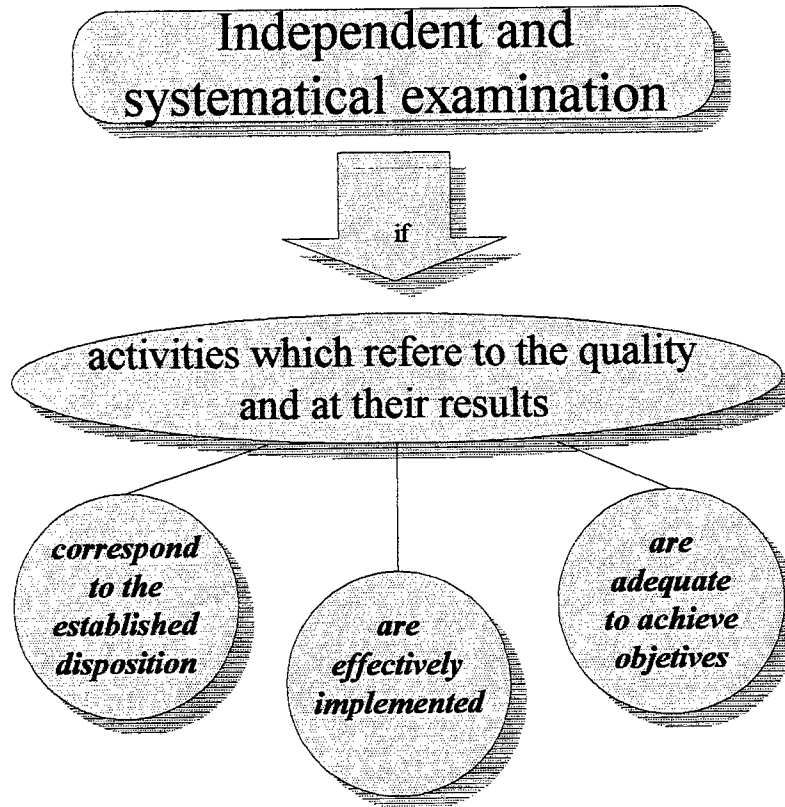 Independent and
systematical examination
if
activities which refere to the quality
and at their results
correspond
to the
established
disposition
are
effectively
implemented
are
adequate
to achieve
objetives